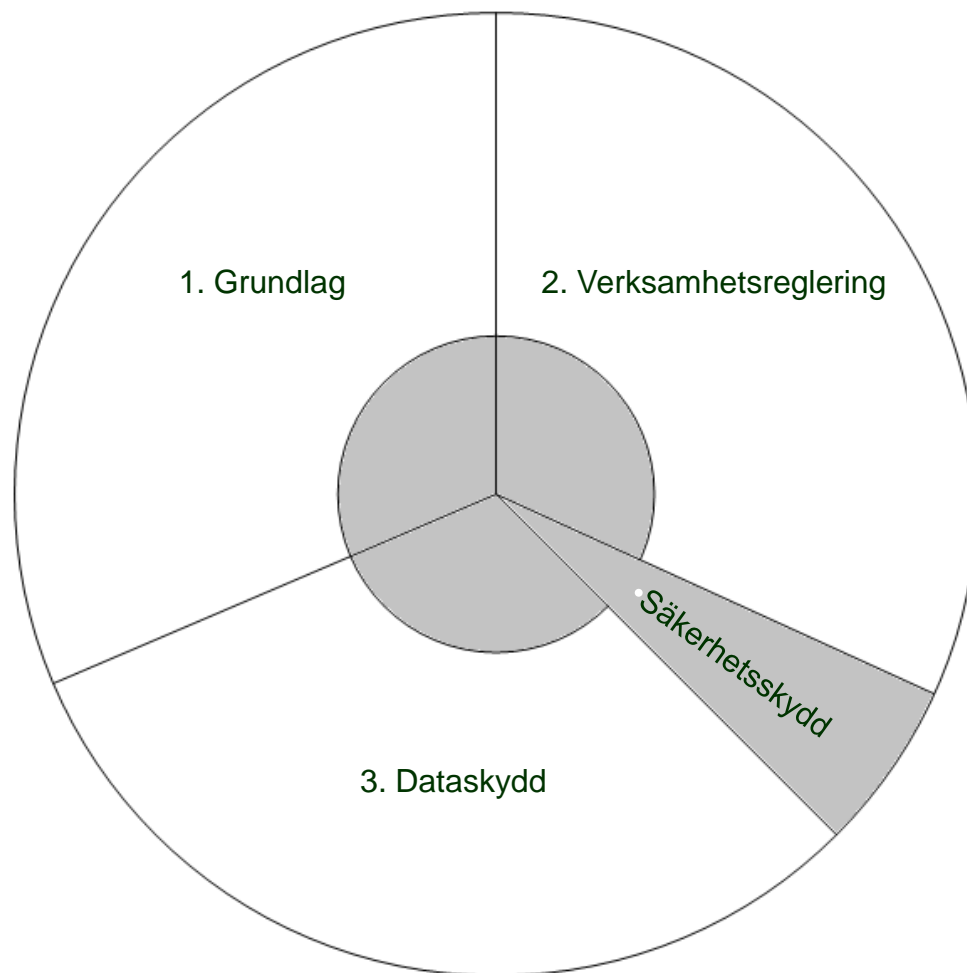 1. Grundlag
2. Verksamhetsreglering
Säkerhetsskydd
3. Dataskydd